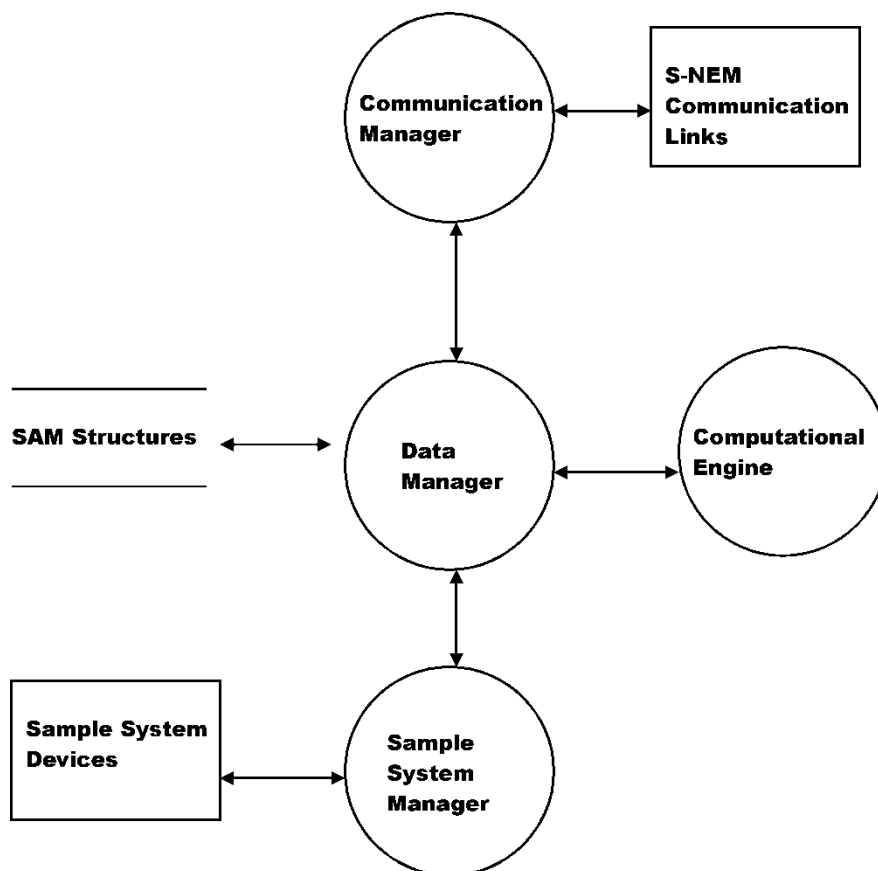 Communication
Manager
S-NEM
Communication
Links
SAM Structures
Data
Manager
Computational
Engine
Sample System
Devices
Sample
System
Manager